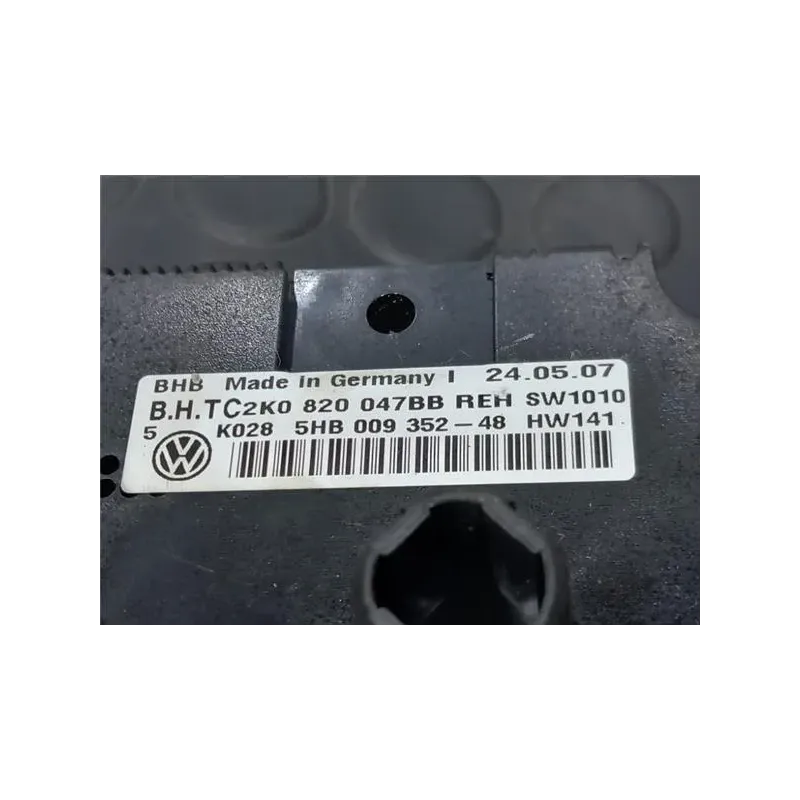 BHB Made in Germany I 24.05.07
B.H.TC2K0 820 047BB REH SW1010
5 K028 5HB 009 352-48 HW141
VW